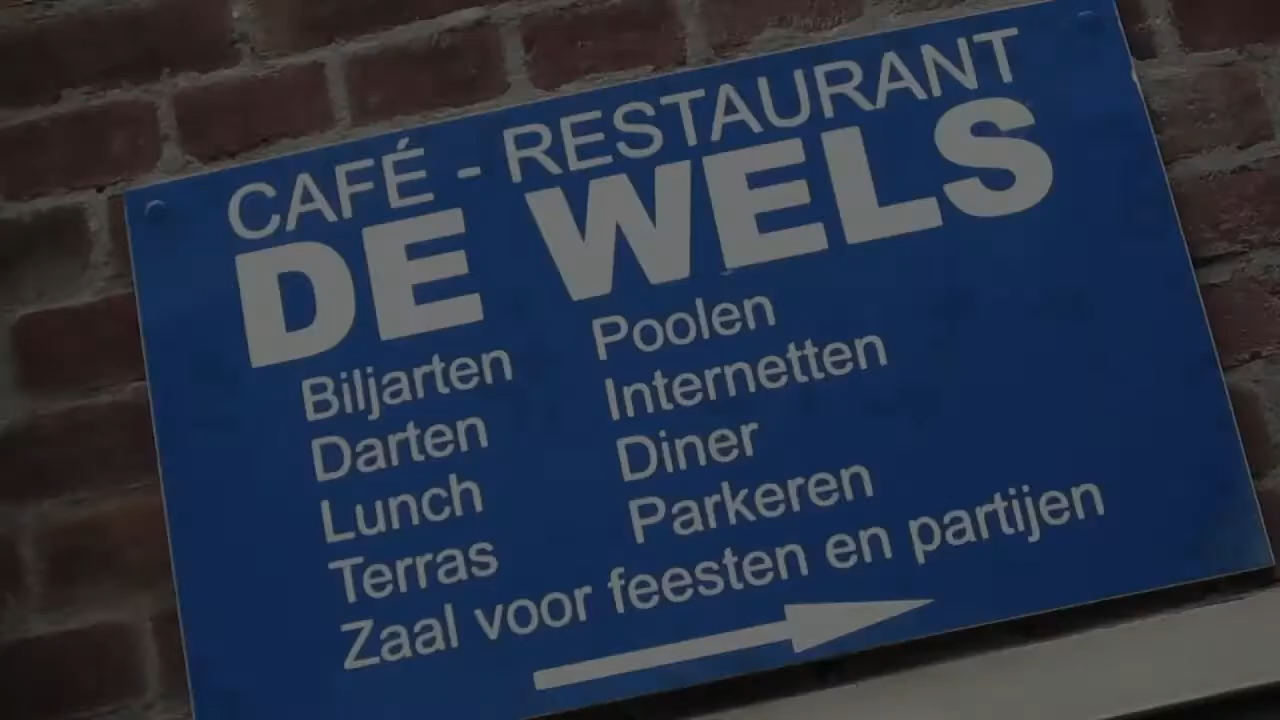 CAFÉ - RESTAURANT
DE WELS
Biljarten Poolen
Darten Internetten
Lunch Diner
Terras Parkeren
Zaal voor feesten en partijen